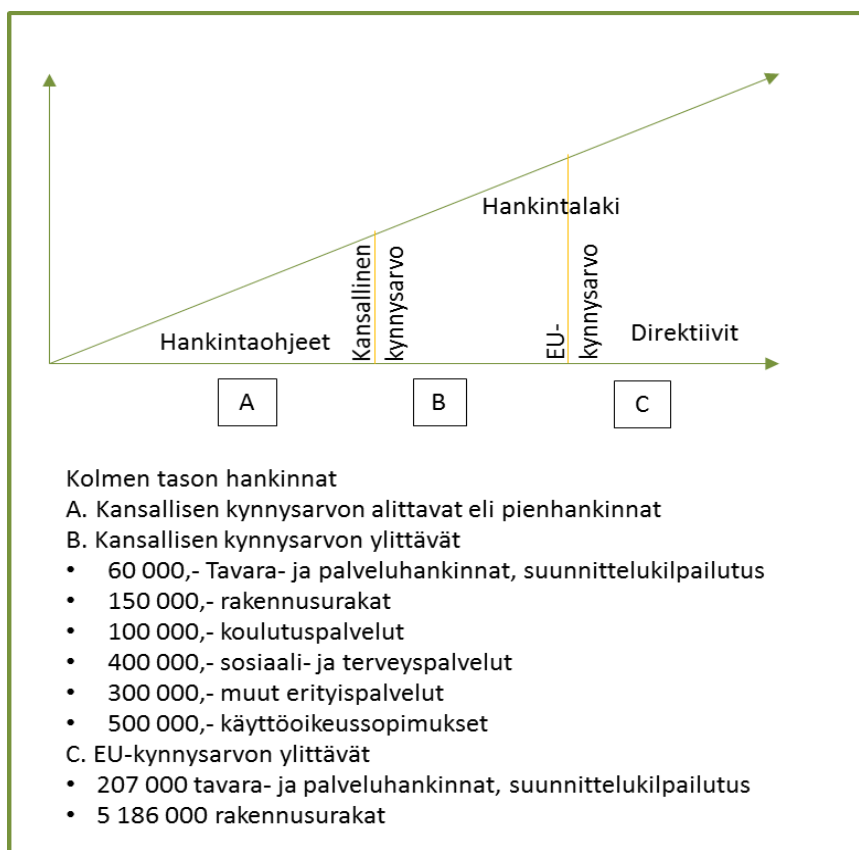 Hankintalaki
Kansallinen
kynnysarvo
EU-
kynnysarvo
Hankintaohjeet
Direktiivit
A
B
C
Kolmen tason hankinnat
A. Kansallisen kynnysarvon alittavat eli pienhankinnat
B. Kansallisen kynnysarvon ylittävät
• 60 000,- Tavara- ja palveluhankinnat, suunnittelukilpailutus
• 150 000,- rakennusurakat
• 100 000,- koulutuspalvelut
• 400 000,- sosiaali- ja terveyspalvelut
• 300 000,- muut erityispalvelut
• 500 000,- käyttöoikeussopimukset
C. EU-kynnysarvon ylittävät
• 207 000 tavara- ja palveluhankinnat, suunnittelukilpailutus
• 5 186 000 rakennusurakat